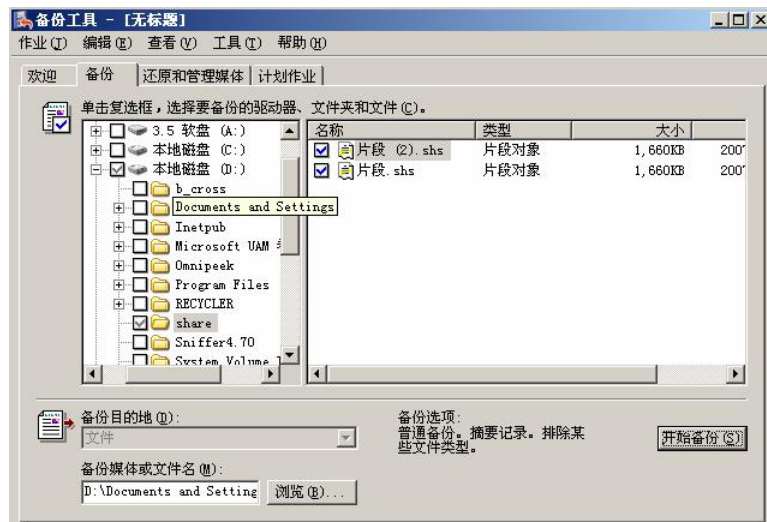 备份工具 - [无标题]
作业(J) 编辑(E) 查看(V) 工具(T) 帮助(H)
欢迎 备份 还原和管理媒体 计划作业
单击复选框，选择要备份的驱动器、文件夹和文件(C)。
3.5 软盘 (A:)
本地磁盘 (C:)
本地磁盘 (D:)
b_cross
Documents and Settings
Inetpub
Microsoft UAM
Omnipeek
Program Files
RECYCLER
share
Sniffer4.70
System Volume
名称 类型 大小
片段 (2).shs 片段对象 1,660KB 200
片段.shs 片段对象 1,660KB 200
备份目的地(D):
文件
备份媒体或文件名(M):
D:\Documents and Setting 浏览(B)...
备份选项:
普通备份。摘要记录。排除某
些文件类型。
开始备份(S)